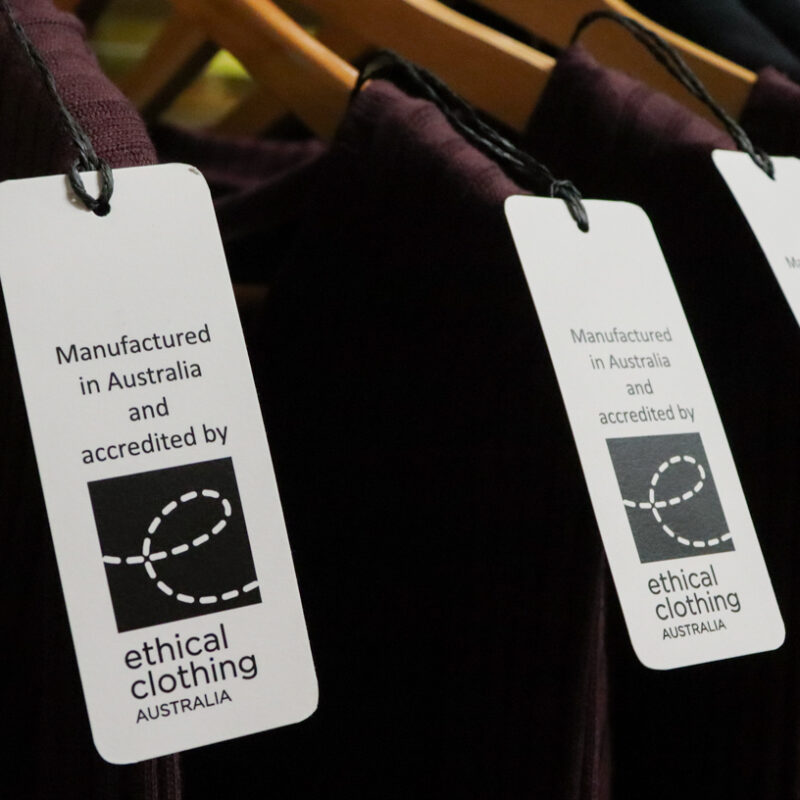 Manufactured
in Australia
and
accredited by
ethical
clothing
AUSTRALIA
Manufactured
in Australia
and
accredited by
ethical
clothing
AUSTRALIA